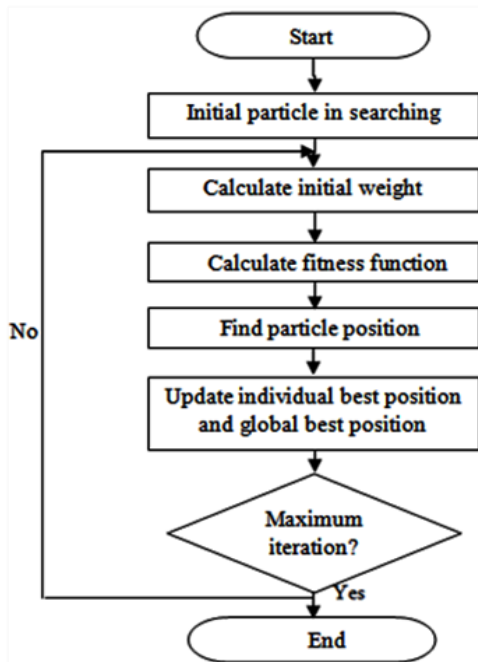 Start
Initial particle in searching
Calculate initial weight
Calculate fitness function
No
Find particle position
Update individual best position
and global best position
Maximum
iteration?
Yes
End